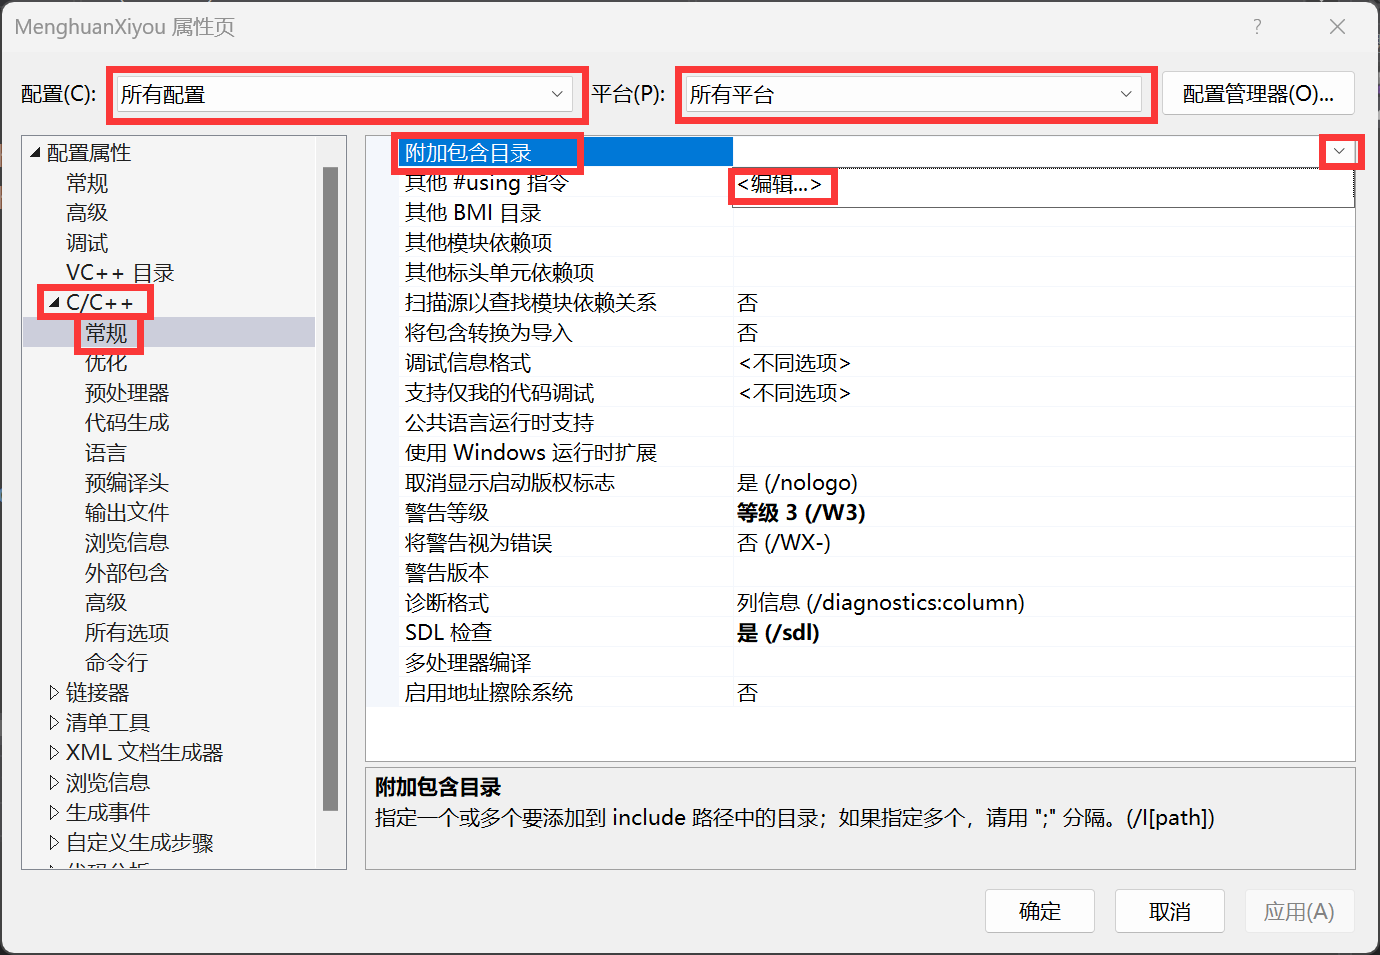 MenghuanXiyou 属性页
配置(C):
所有配置
平台(P):
所有平台
配置管理器(O)...
配置属性
常规
高级
调试
VC++ 目录
C/C++
常规
优化
预处理器
代码生成
语言
预编译头
输出文件
浏览信息
外部包含
高级
所有选项
命令行
链接器
清单工具
XML 文档生成器
浏览信息
生成事件
自定义生成步骤
代码分析
附加包含目录
其他 #using 指令
<编辑...>
其他 BMI 目录
其他模块依赖项
其他标头单元依赖项
扫描源以查找模块依赖关系 否
将包含转换为导入 否
调试信息格式 <不同选项>
支持仅我的代码调试 <不同选项>
公共语言运行时支持
使用 Windows 运行时扩展
取消显示启动版权标志 是 (/nologo)
警告等级 等级 3 (/W3)
将警告视为错误 否 (/WX-)
警告版本
诊断格式 列信息 (/diagnostics:column)
SDL 检查 是 (/sdl)
多处理器编译
启用地址擦除系统 否
附加包含目录
指定一个或多个要添加到 include 路径中的目录；如果指定多个，请用 ";" 分隔。(/I[path])
确定
取消
应用(A)